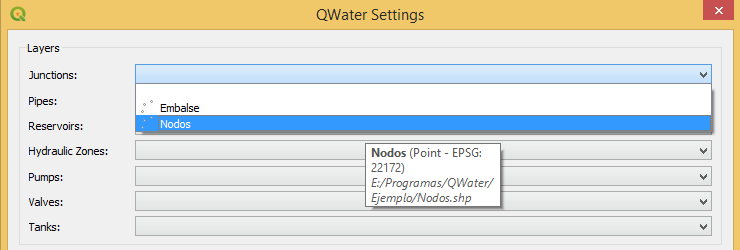 QWater Settings
Layers
Junctions:
Pipes:
Embalse
Reservoirs:
Nodos
Hydraulic Zones:
Nodos (Point - EPSG:
22172)
E:/Programas/QWater/
Ejemplo/Nodos.shp
Pumps:
Valves:
Tanks: